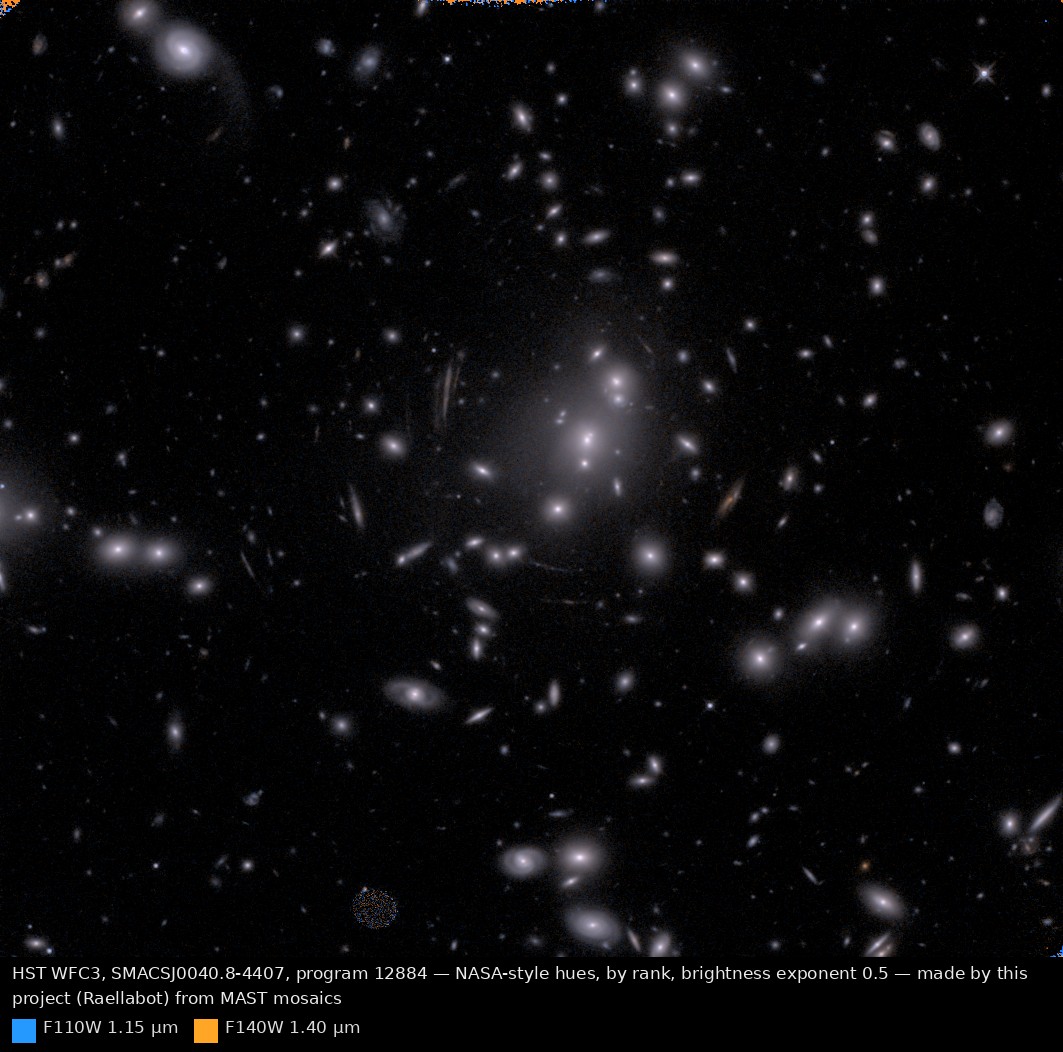 HST WFC3, SMACSJ0040.8-4407, program 12884 — NASA-style hues, by rank, brightness exponent 0.5 — made by this
project (Raellabot) from MAST mosaics
F110W 1.15 μm F140W 1.40 μm